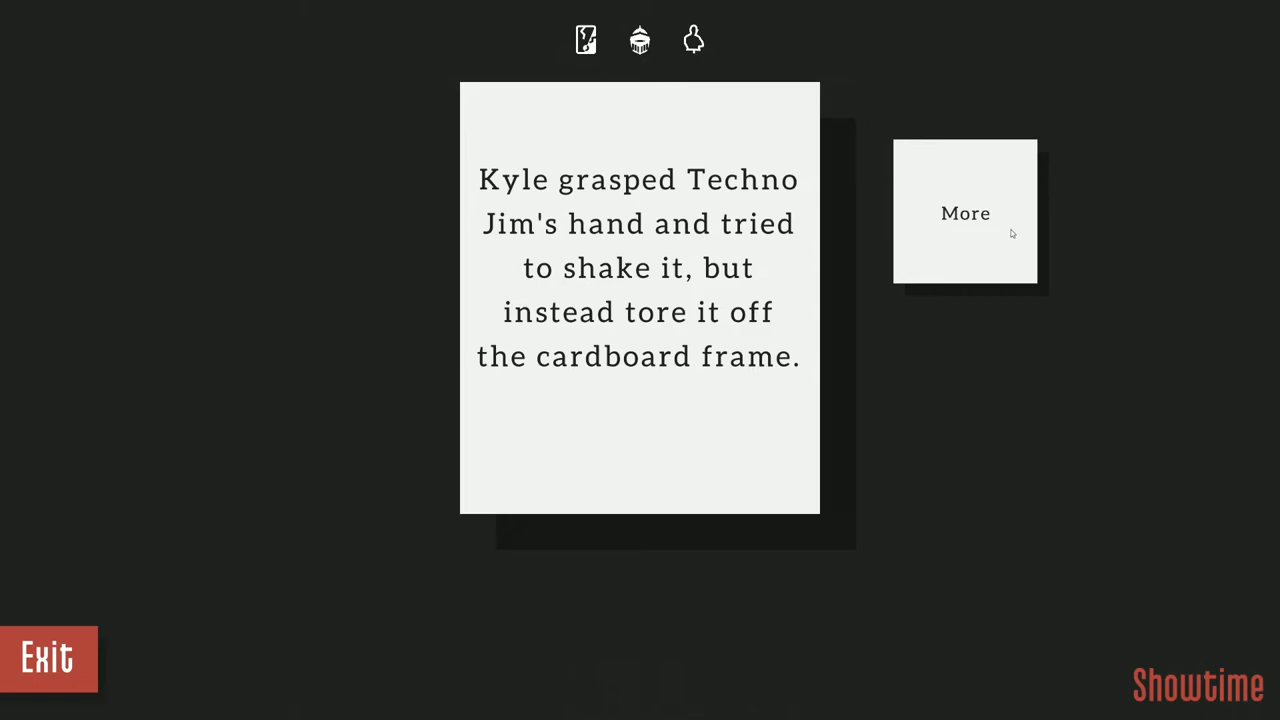 Kyle grasped Techno
Jim's hand and tried
to shake it, but
instead tore it off
the cardboard frame.
More
Exit
Showtime